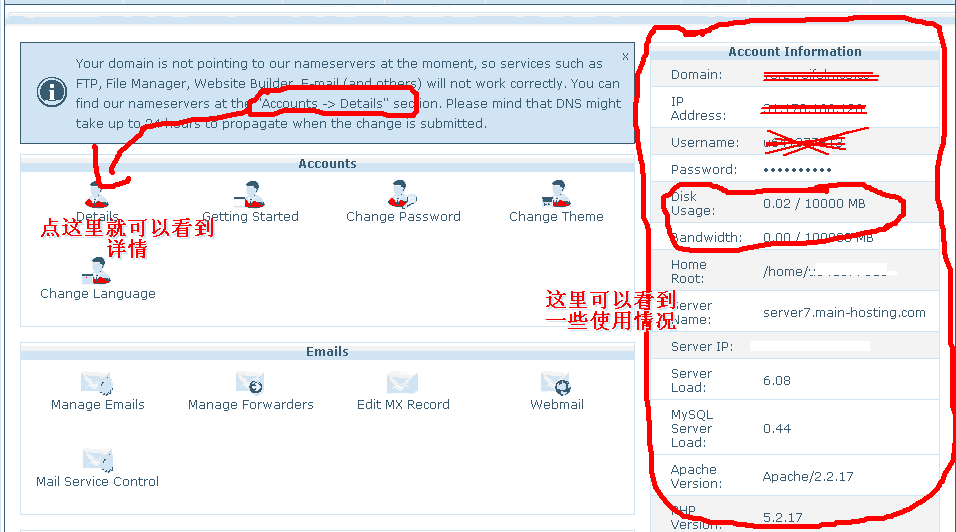 Your domain is not pointing to our nameservers at the moment, so services such as
FTP, File Manager, Website Builder, E-mail (and others) will not work correctly. You can
find our nameservers at the "Accounts -> Details" section. Please mind that DNS might
take up to 24 hours to propagate when the change is submitted.
x
Accounts
Details
Getting Started
Change Password
Change Theme
点这里就可以看到
详情
Change Language
Emails
Manage Emails
Manage Forwarders
Edit MX Record
Webmail
Mail Service Control
这里可以看到
一些使用情况
Account Information
Domain:
IP
Address:
Username:
Password:
••••••••••
Disk
Usage:
0.02 / 10000 MB
Bandwidth:
0.00 / 100000 MB
Home
Root:
Server
Name:
server7.main-hosting.com
Server IP:
Server
Load:
6.08
MySQL
Server
Load:
0.44
Apache
Version:
Apache/2.2.17
PHP
Version:
5.2.17